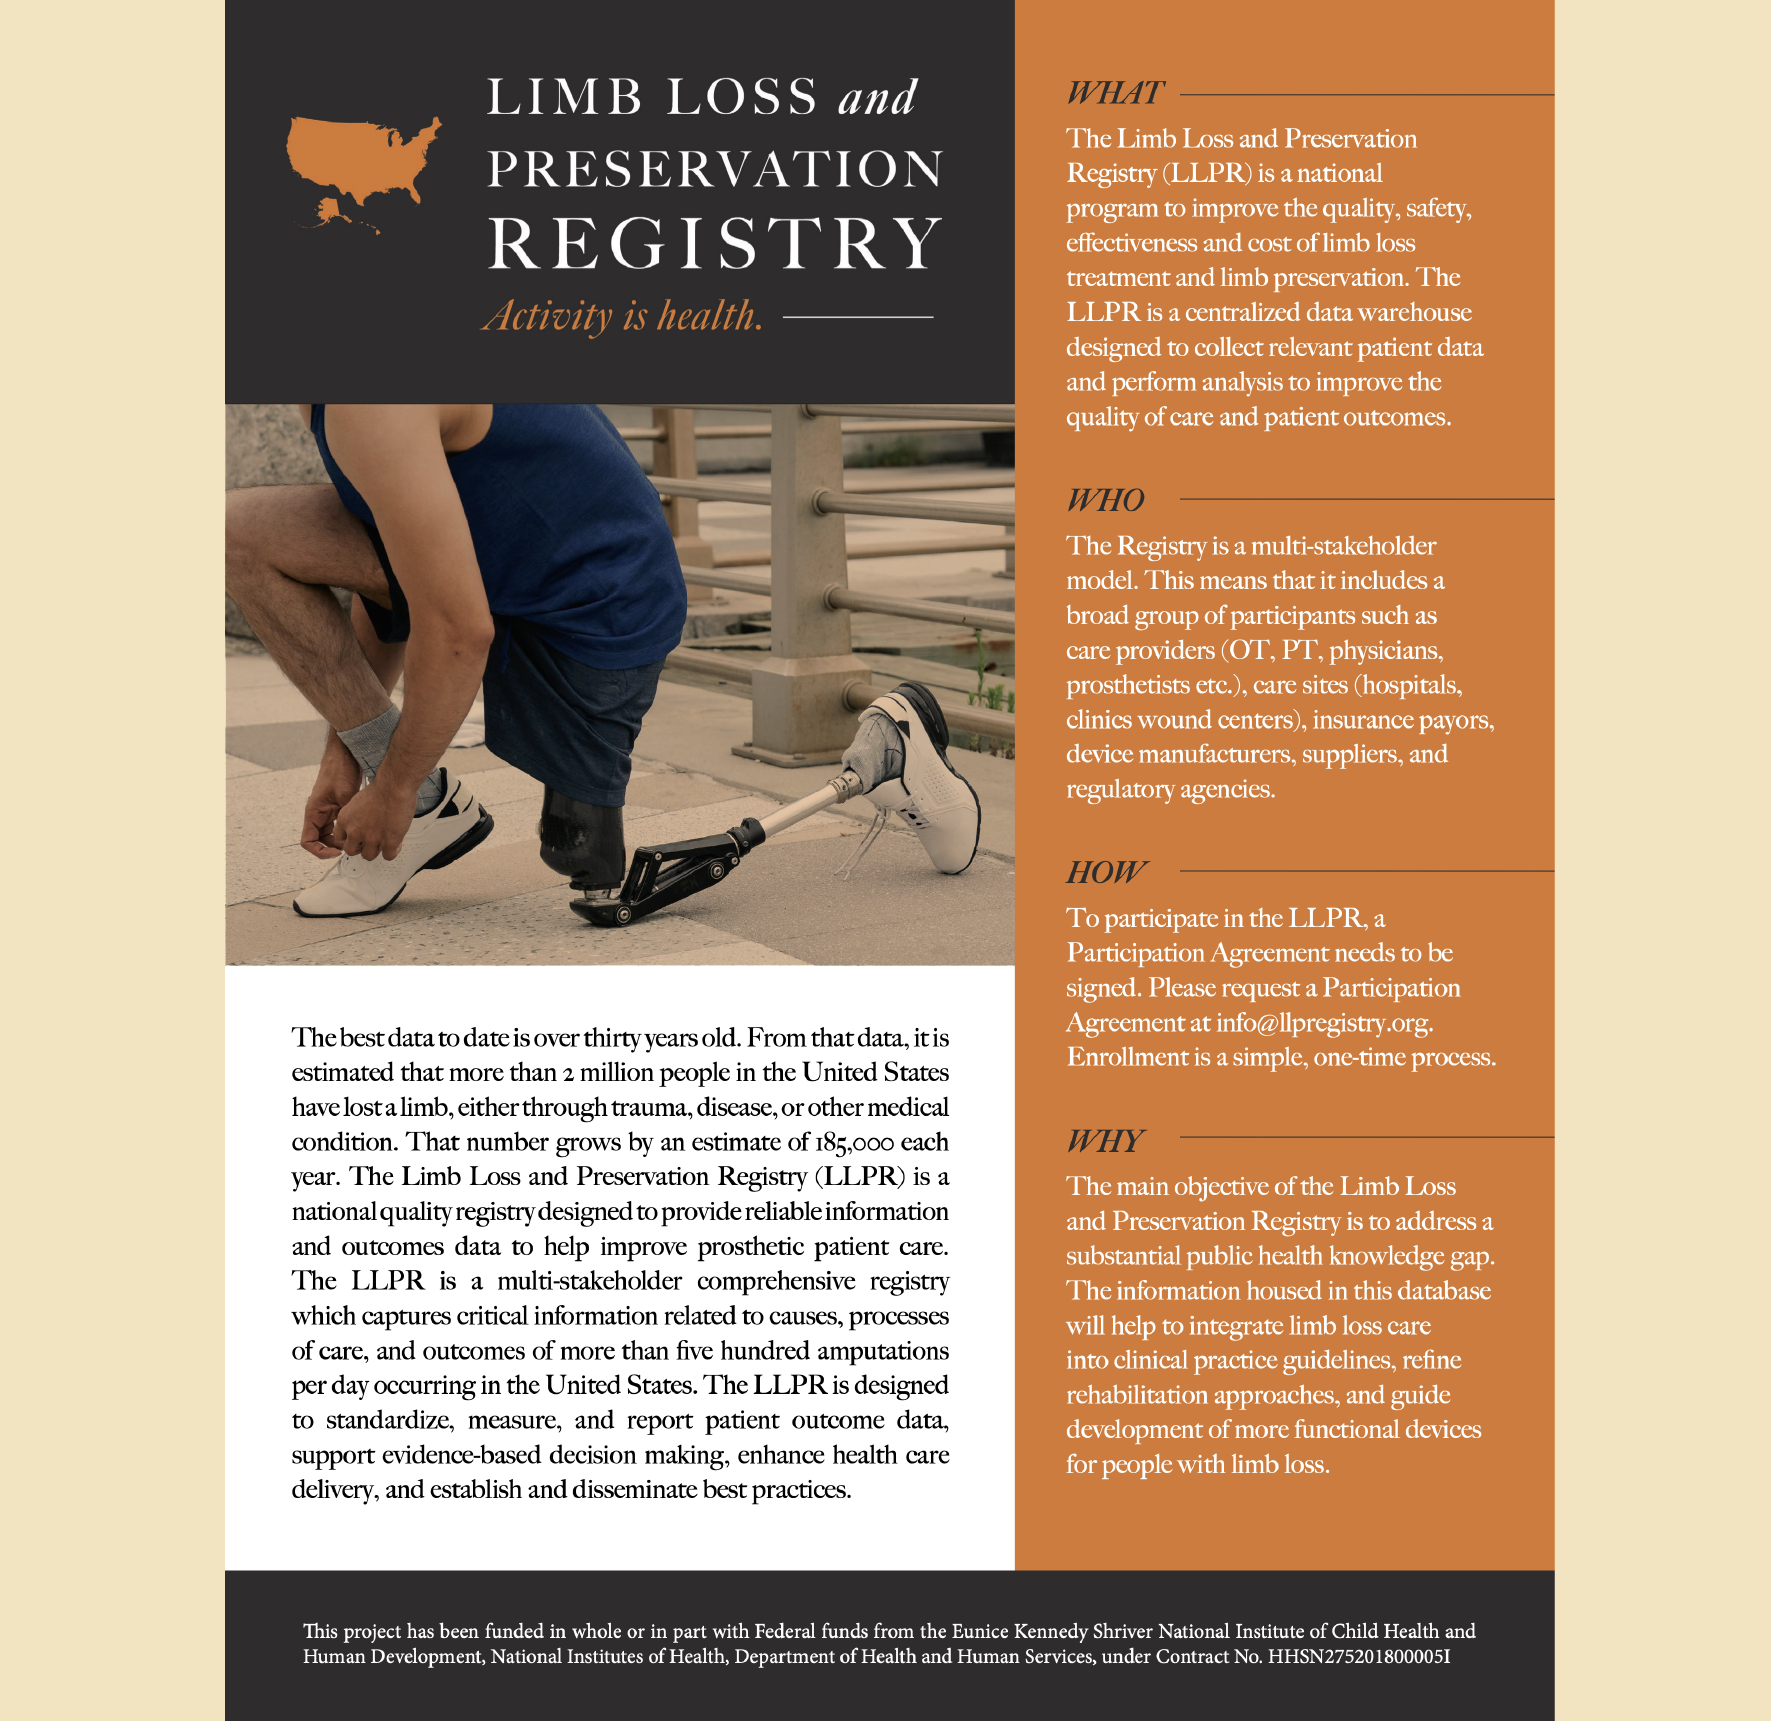 LIMB LOSS and
PRESERVATION
REGISTRY
Activity is health.
The best data to date is over thirty years old. From that data, it is
estimated that more than 2 million people in the United States
have lost a limb, either through trauma, disease, or other medical
condition. That number grows by an estimate of 185,000 each
year. The Limb Loss and Preservation Registry (LLPR) is a
national quality registry designed to provide reliable information
and outcomes data to help improve prosthetic patient care.
The LLPR is a multi-stakeholder comprehensive registry
which captures critical information related to causes, processes
of care, and outcomes of more than five hundred amputations
per day occurring in the United States. The LLPR is designed
to standardize, measure, and report patient outcome data,
support evidence-based decision making, enhance health care
delivery, and establish and disseminate best practices.
WHAT
The Limb Loss and Preservation
Registry (LLPR) is a national
program to improve the quality, safety,
effectiveness and cost of limb loss
treatment and limb preservation. The
LLPR is a centralized data warehouse
designed to collect relevant patient data
and perform analysis to improve the
quality of care and patient outcomes.
WHO
The Registry is a multi-stakeholder
model. This means that it includes a
broad group of participants such as
care providers (OT, PT, physicians,
prosthetists etc.), care sites (hospitals,
clinics wound centers), insurance payors,
device manufacturers, suppliers, and
regulatory agencies.
HOW
To participate in the LLPR, a
Participation Agreement needs to be
signed. Please request a Participation
Agreement at info@llpregistry.org.
Enrollment is a simple, one-time process.
WHY
The main objective of the Limb Loss
and Preservation Registry is to address a
substantial public health knowledge gap.
The information housed in this database
will help to integrate limb loss care
into clinical practice guidelines, refine
rehabilitation approaches, and guide
development of more functional devices
for people with limb loss.
This project has been funded in whole or in part with Federal funds from the Eunice Kennedy Shriver National Institute of Child Health and
Human Development, National Institutes of Health, Department of Health and Human Services, under Contract No. HHSN275201800005I